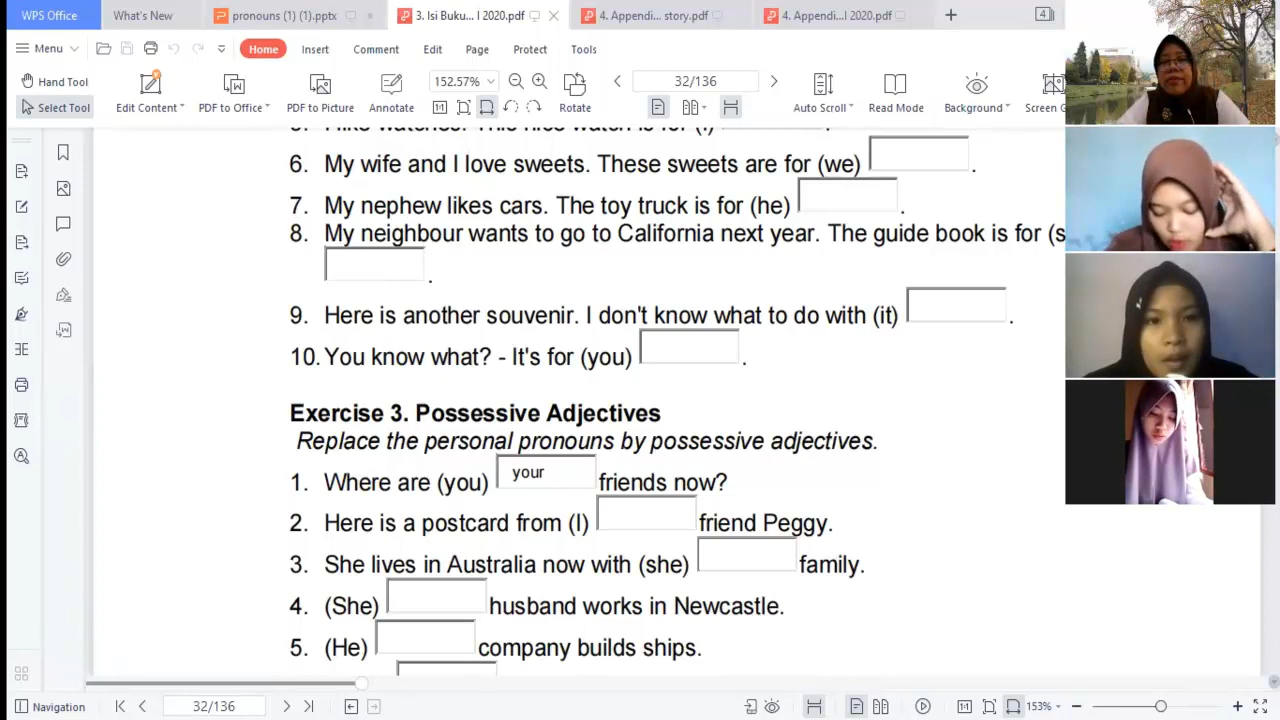 WPS Office What's New pronouns (1) (1).pptx 3. Isi Buku... I 2020.pdf 4. Appendi... story.pdf 4. Appendi...I 2020.pdf 4
Menu Home Insert Comment Edit Page Protect Tools
Hand Tool 152.57% 32/136
Select Tool Edit Content PDF to Office PDF to Picture Annotate Rotate Auto Scroll Read Mode Background Screen G
6. My wife and I love sweets. These sweets are for (we) .
7. My nephew likes cars. The toy truck is for (he) .
8. My neighbour wants to go to California next year. The guide book is for (s
.
9. Here is another souvenir. I don't know what to do with (it) .
10. You know what? - It's for (you) .
Exercise 3. Possessive Adjectives
Replace the personal pronouns by possessive adjectives.
1. Where are (you) your friends now?
2. Here is a postcard from (I) friend Peggy.
3. She lives in Australia now with (she) family.
4. (She) husband works in Newcastle.
5. (He) company builds ships.
Navigation 32/136 153%